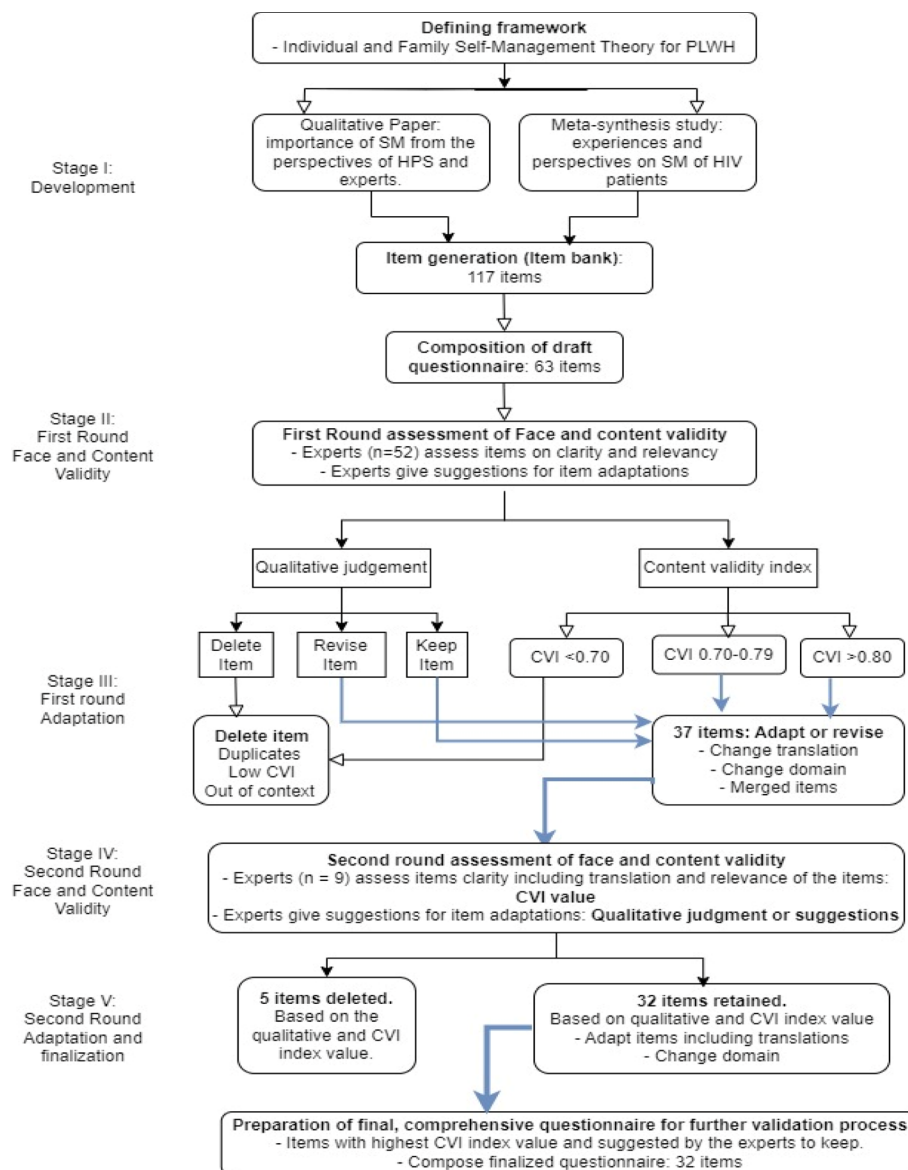 Defining framework
- Individual and Family Self-Management Theory for PLWH
Stage I:
Development
Qualitative Paper:
importance of SM from the
perspectives of HPS and
experts.
Meta-synthesis study:
experiences and
perspectives on SM of HIV
patients
Item generation (Item bank):
117 items
Composition of draft
questionnaire: 63 items
Stage II:
First Round
Face and Content
Validity
First Round assessment of Face and content validity
- Experts (n=52) assess items on clarity and relevancy
- Experts give suggestions for item adaptations
Qualitative judgement
Content validity index
Stage III:
First round
Adaptation
Delete
Item
Revise
Item
Keep
Item
CVI <0.70
CVI 0.70-0.79
CVI >0.80
Delete item
Duplicates
Low CVI
Out of context
37 items: Adapt or revise
- Change translation
- Change domain
- Merged items
Stage IV:
Second Round
Face and Content
Validity
Second round assessment of face and content validity
- Experts (n = 9) assess items clarity including translation and relevance of the items:
CVI value
- Experts give suggestions for item adaptations: Qualitative judgment or suggestions
Stage V:
Second Round
Adaptation and
finalization
5 items deleted.
Based on the
qualitative and CVI
index value.
32 items retained.
Based on qualitative and CVI index value
- Adapt items including translations
- Change domain
Preparation of final, comprehensive questionnaire for further validation process
- Items with highest CVI index value and suggested by the experts to keep.
- Compose finalized questionnaire: 32 items